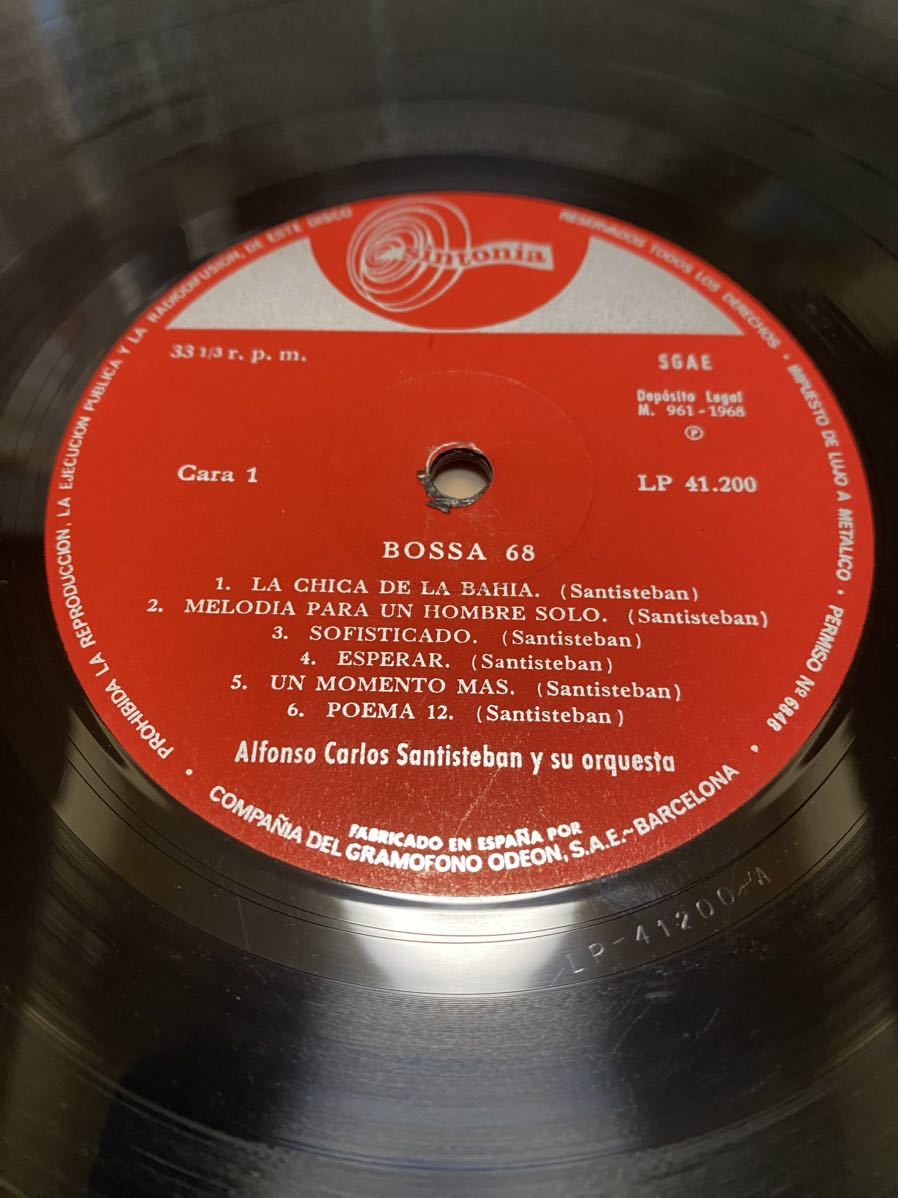 sintonía
PROHIBIDA LA REPRODUCCION, LA EJECUCION PUBLICA Y LA RADIODIFUSION, DE ESTE DISCO
RESERVADOS TODOS LOS DERECHOS • IMPUESTO DE LUJO A METALICO • PERMISO Nº 6848
33 1/3 r. p. m.
SGAE
Depósito Legal
M. 961-1968
Ⓟ
Cara 1
LP 41.200
BOSSA 68
1. LA CHICA DE LA BAHIA. (Santisteban)
2. MELODIA PARA UN HOMBRE SOLO. (Santisteban)
3. SOFISTICADO. (Santisteban)
4. ESPERAR. (Santisteban)
5. UN MOMENTO MAS. (Santisteban)
6. POEMA 12. (Santisteban)
Alfonso Carlos Santisteban y su orquesta
FABRICADO EN ESPAÑA POR
COMPAÑIA DEL GRAMOFONO ODEON, S.A.E.~BARCELONA
LP-41200-A